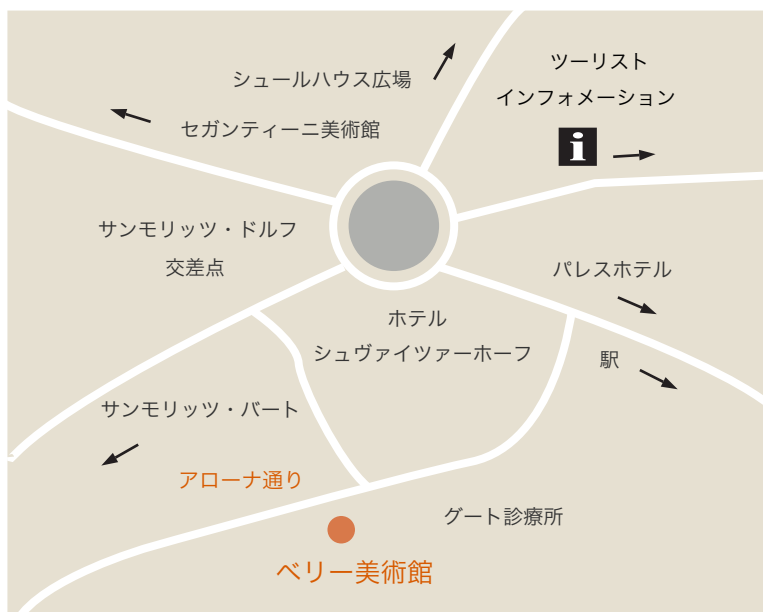 ツーリスト
インフォメーション
i
シュールハウス広場
セガンティーニ美術館
サンモリッツ・ドルフ
交差点
パレスホテル
ホテル
シュヴァイツァーホーフ
駅
サンモリッツ・バート
アローナ通り
グート診療所
ベリー美術館